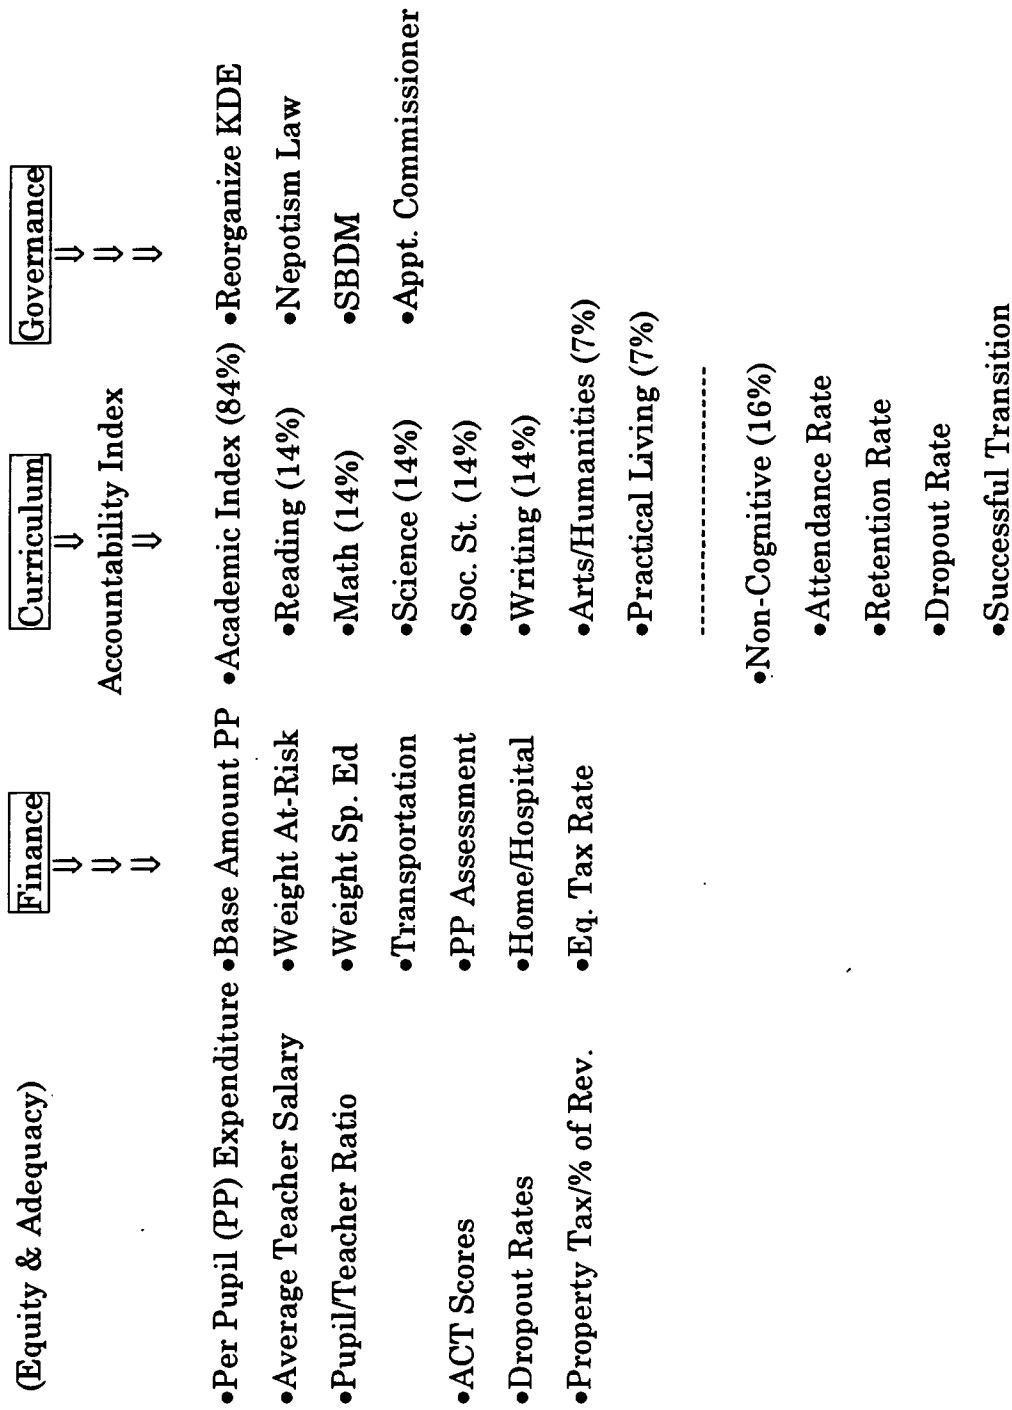 (Equity & Adequacy) Finance Curriculum Governance
⇒ ⇒ ⇒ ⇒ Accountability Index ⇒ ⇒ ⇒ ⇒
•Per Pupil (PP) Expenditure •Base Amount PP •Academic Index (84%) •Reorganize KDE
•Average Teacher Salary •Weight At-Risk •Reading (14%) •Nepotism Law
•Pupil/Teacher Ratio •Weight Sp. Ed •Math (14%) •SBDM
•Transportation •Science (14%) •Appt. Commissioner
•ACT Scores •PP Assessment •Soc. St. (14%)
•Dropout Rates •Home/Hospital •Writing (14%)
•Property Tax/% of Rev. •Eq. Tax Rate •Arts/Humanities (7%)
•Practical Living (7%)
------------------------
•Non-Cognitive (16%)
•Attendance Rate
•Retention Rate
•Dropout Rate
•Successful Transition